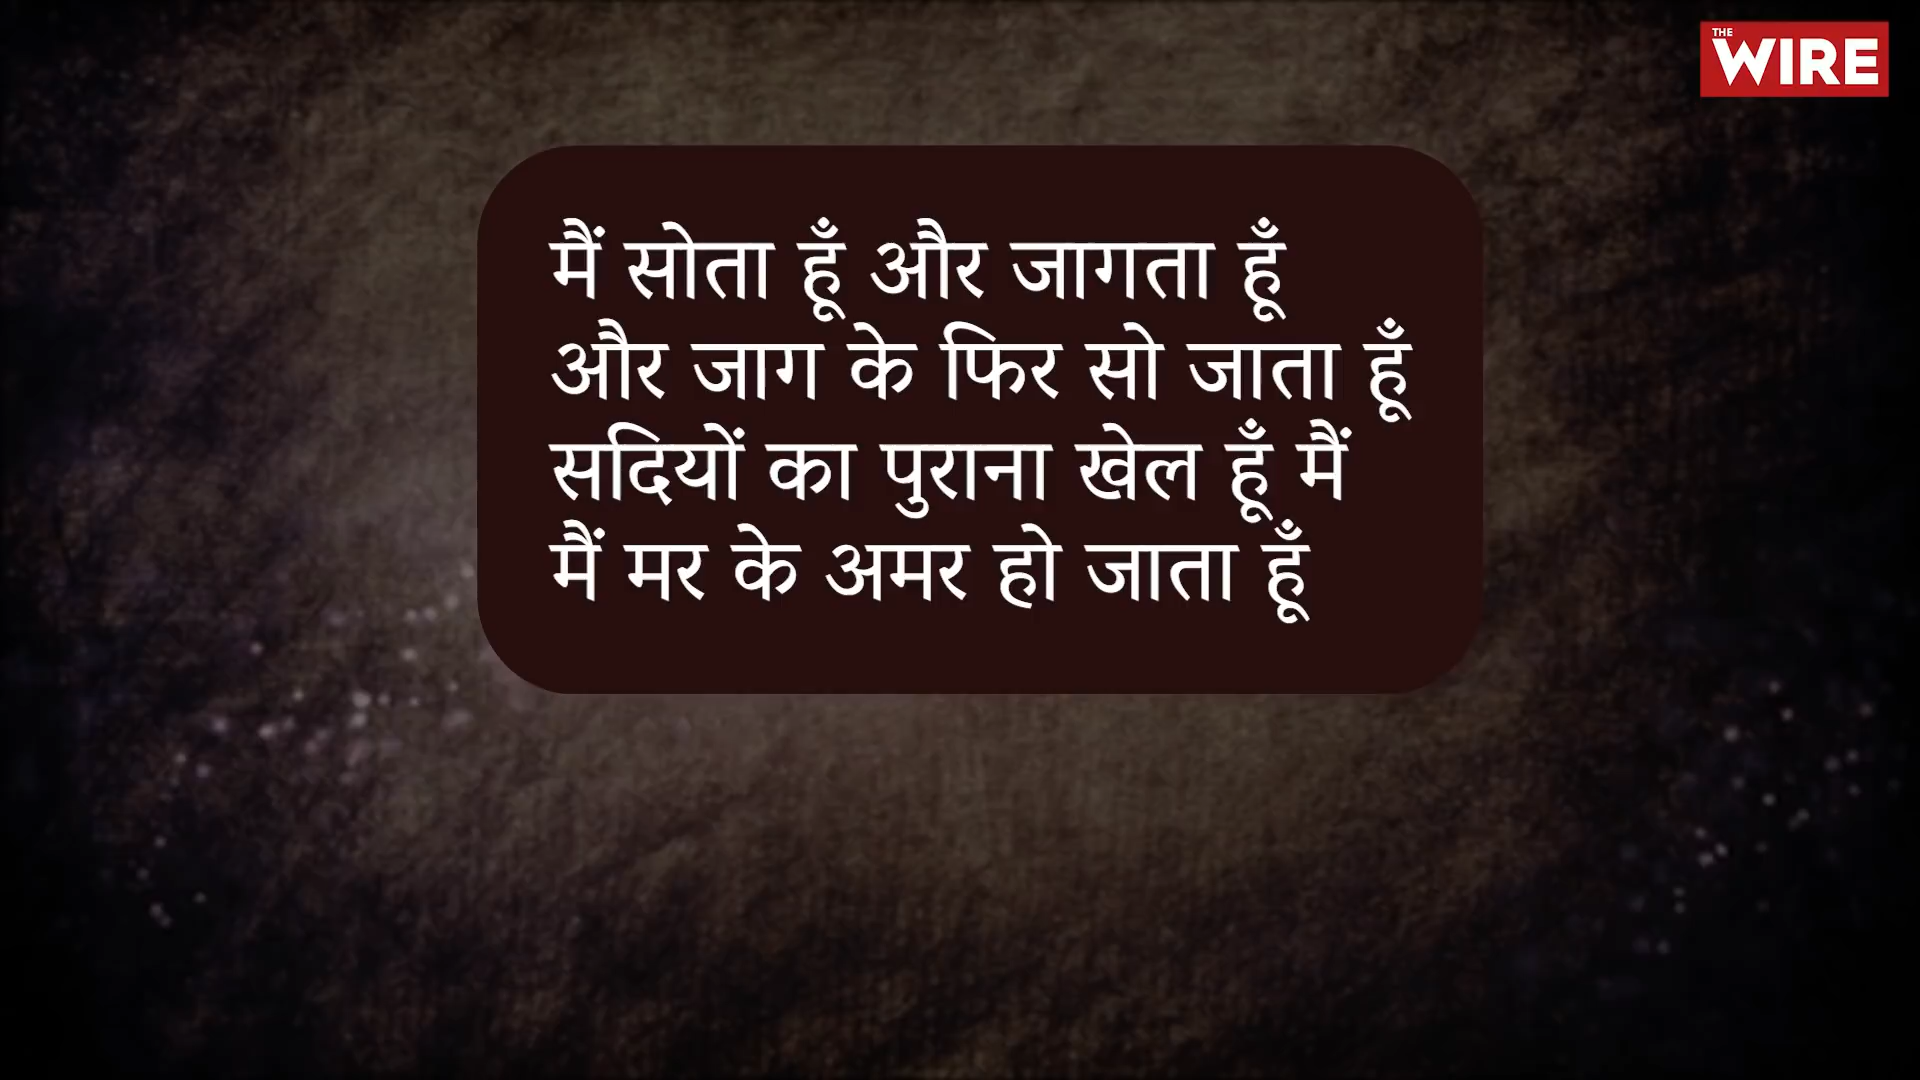 THE
WIRE
मैं सोता हूँ और जागता हूँ
और जाग के फिर सो जाता हूँ
सदियों का पुराना खेल हूँ मैं
मैं मर के अमर हो जाता हूँ